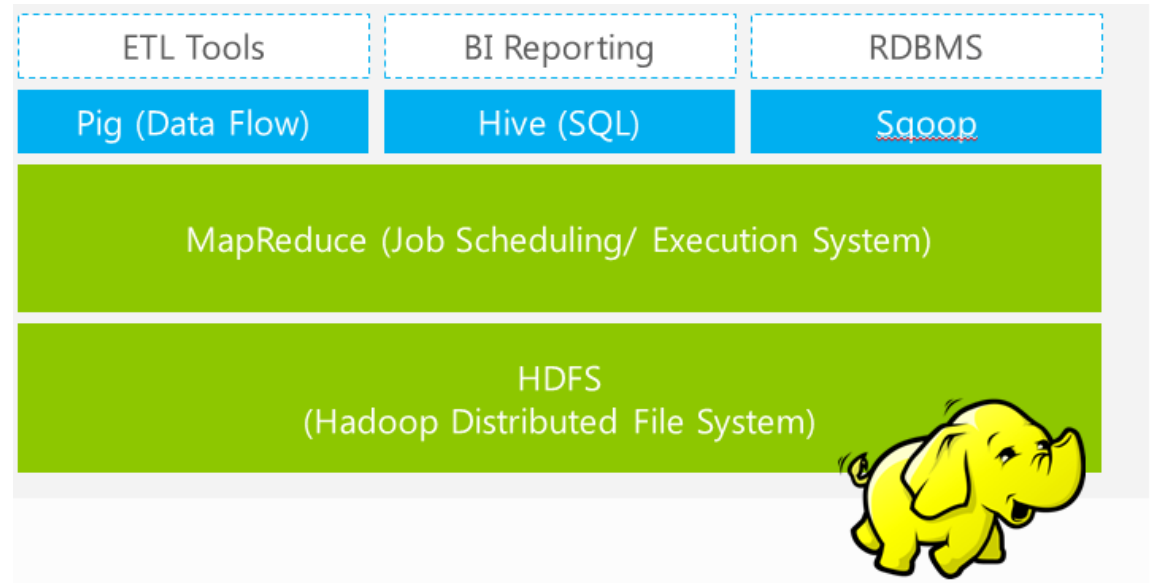 ETL Tools
BI Reporting
RDBMS
Pig (Data Flow)
Hive (SQL)
Sqoop
MapReduce (Job Scheduling/ Execution System)
HDFS
(Hadoop Distributed File System)